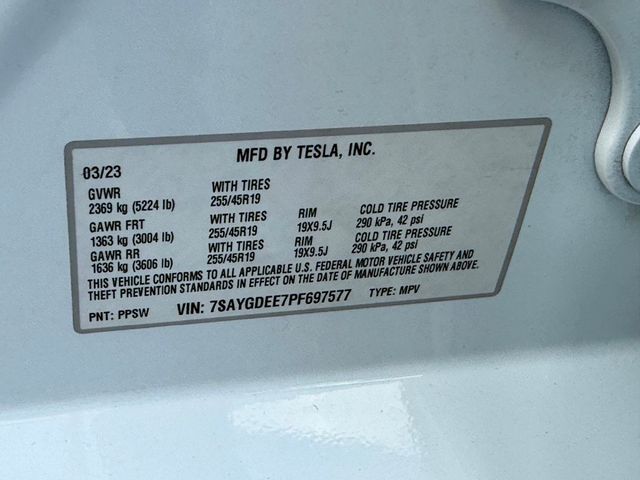 MFD BY TESLA, INC.
03/23
GVWR WITH TIRES
2369 kg (5224 lb) 255/45R19
GAWR FRT WITH TIRES RIM COLD TIRE PRESSURE
1363 kg (3004 lb) 255/45R19 19X9.5J 290 kPa, 42 psi
GAWR RR WITH TIRES RIM COLD TIRE PRESSURE
1636 kg (3606 lb) 255/45R19 19X9.5J 290 kPa, 42 psi
THIS VEHICLE CONFORMS TO ALL APPLICABLE U.S. FEDERAL MOTOR VEHICLE SAFETY AND
THEFT PREVENTION STANDARDS IN EFFECT ON THE DATE OF MANUFACTURE SHOWN ABOVE.
PNT: PPSW VIN: 7SAYGDEE7PF697577 TYPE: MPV